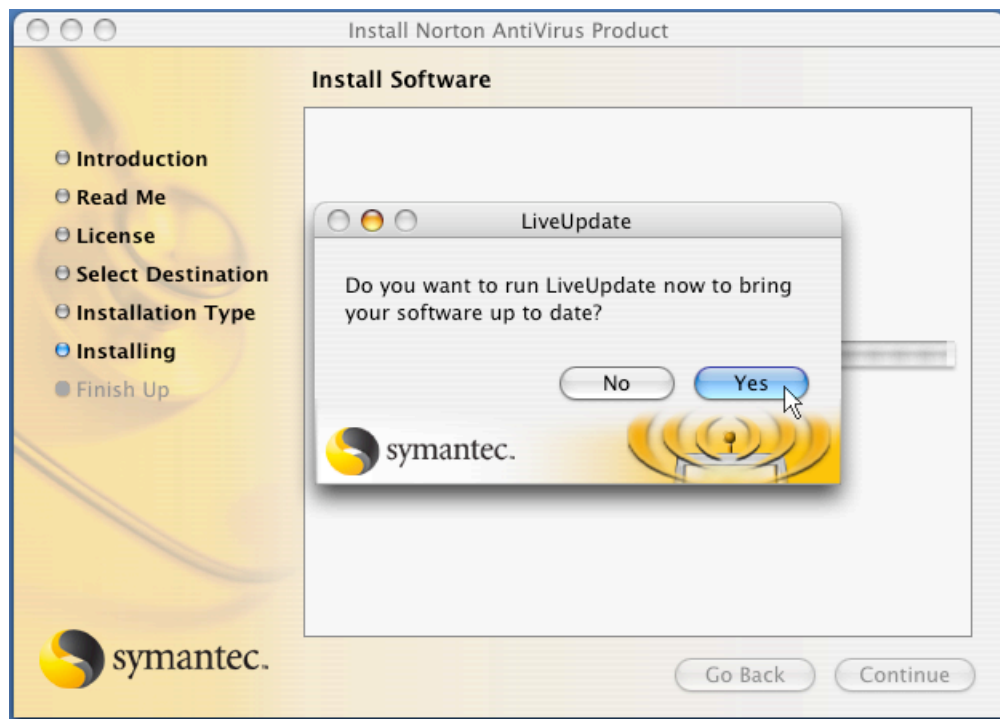 Install Norton AntiVirus Product
Install Software
Introduction
Read Me
License
Select Destination
Installation Type
Installing
Finish Up
LiveUpdate
Do you want to run LiveUpdate now to bring
your software up to date?
No
Yes
symantec.
symantec.
Go Back
Continue